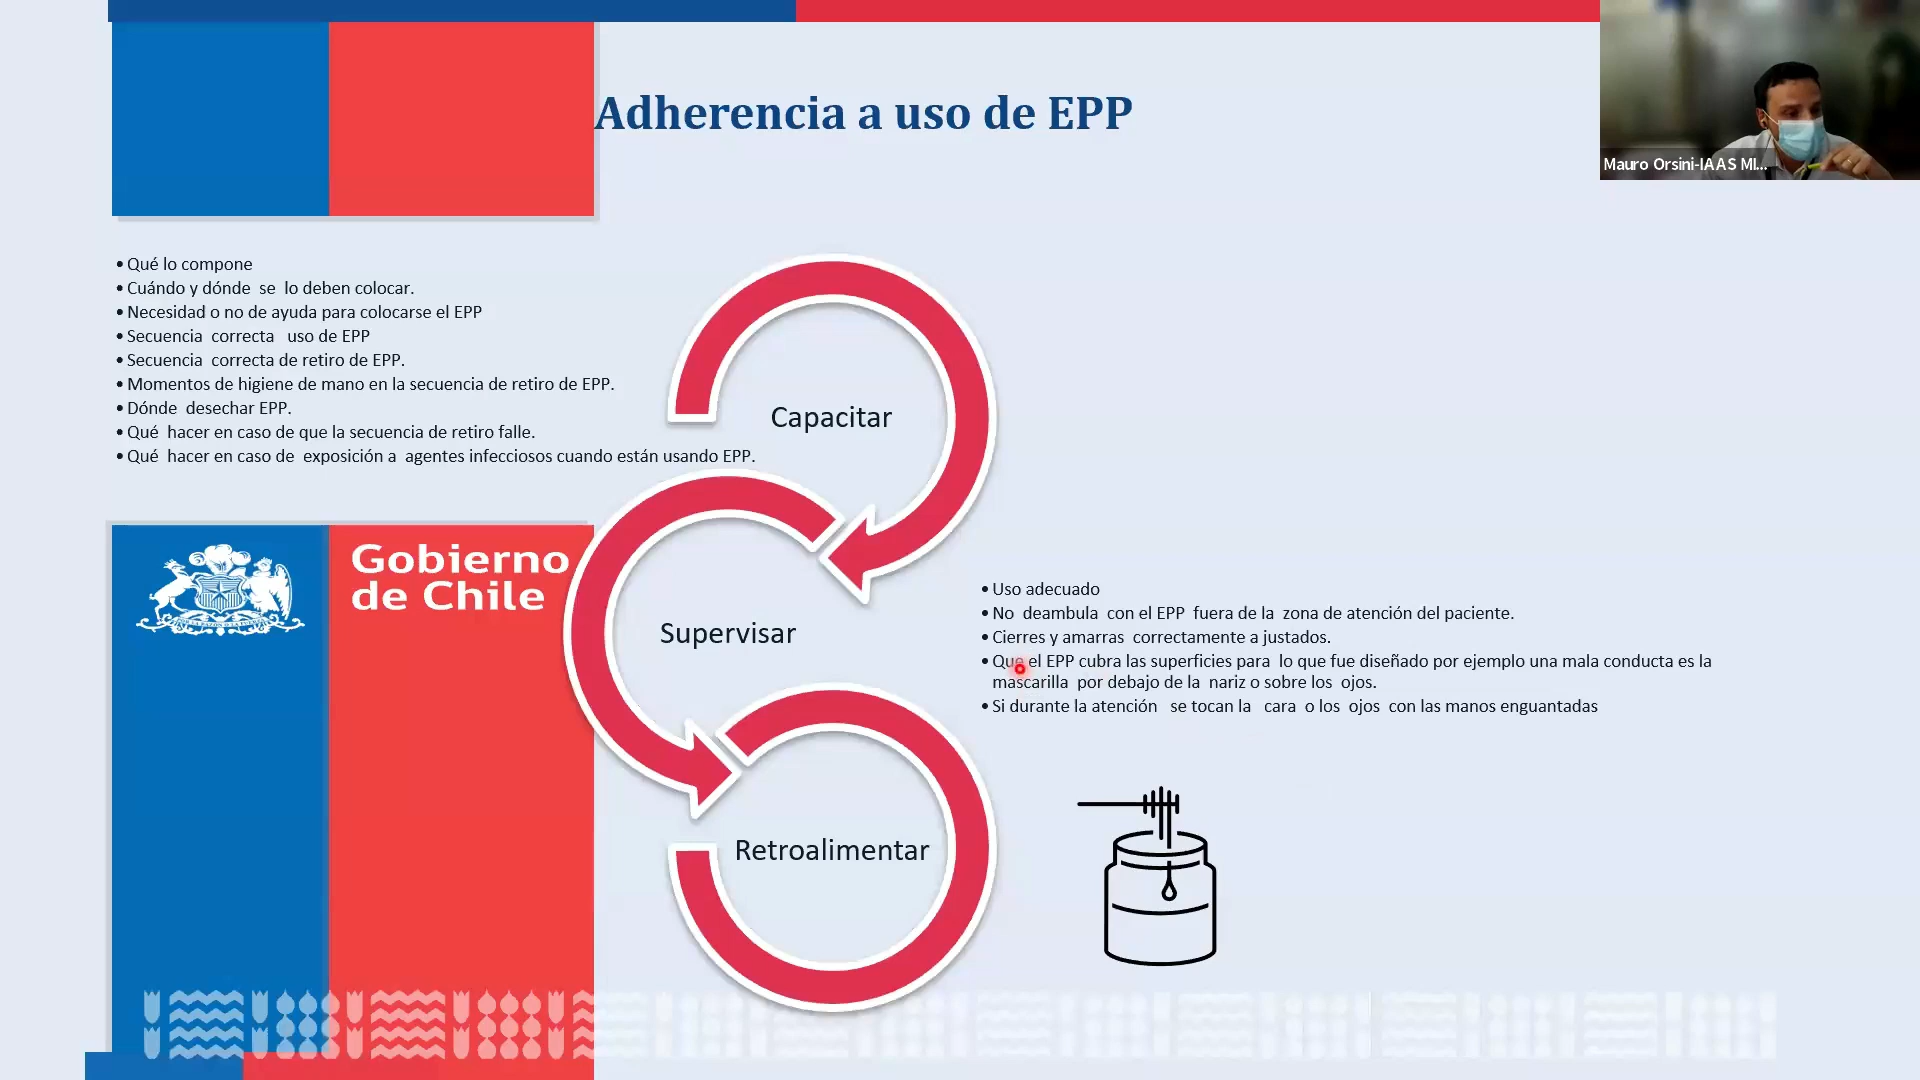 Adherencia a uso de EPP
Mauro Orsini-IAAS MI...
• Qué lo compone
• Cuándo y dónde se lo deben colocar.
• Necesidad o no de ayuda para colocarse el EPP
• Secuencia correcta uso de EPP
• Secuencia correcta de retiro de EPP.
• Momentos de higiene de mano en la secuencia de retiro de EPP.
• Dónde desechar EPP.
• Qué hacer en caso de que la secuencia de retiro falle.
• Qué hacer en caso de exposición a agentes infecciosos cuando están usando EPP.
Capacitar
Gobierno
de Chile
Supervisar
• Uso adecuado
• No deambula con el EPP fuera de la zona de atención del paciente.
• Cierres y amarras correctamente a justados.
• Que el EPP cubra las superficies para lo que fue diseñado por ejemplo una mala conducta es la
mascarilla por debajo de la nariz o sobre los ojos.
• Si durante la atención se tocan la cara o los ojos con las manos enguantadas
Retroalimentar